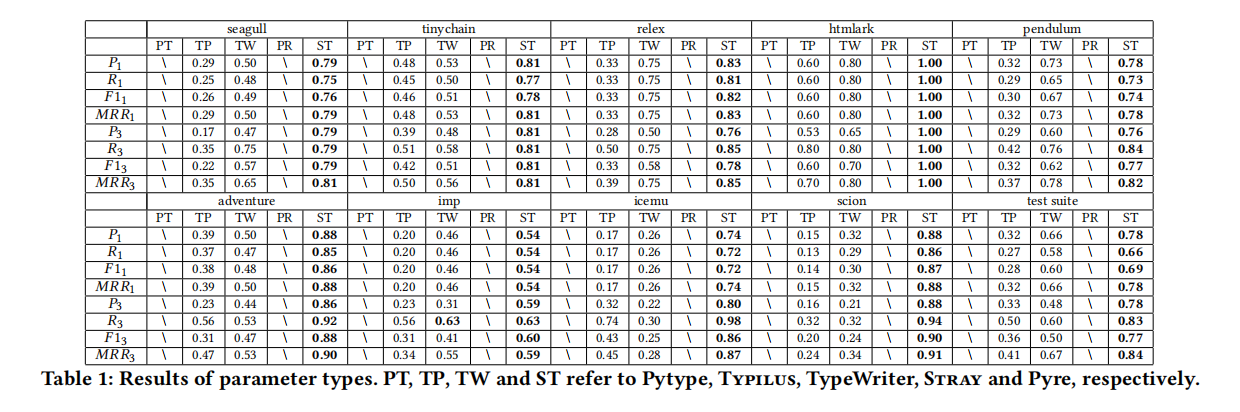 seagull tinychain relex htmlark pendulum
PT TP TW PR ST PT TP TW PR ST PT TP TW PR ST PT TP TW PR ST PT TP TW PR ST
P1 \ 0.29 0.50 \ 0.79 \ 0.48 0.53 \ 0.81 \ 0.33 0.75 \ 0.83 \ 0.60 0.80 \ 1.00 \ 0.32 0.73 \ 0.78
R1 \ 0.25 0.48 \ 0.75 \ 0.45 0.50 \ 0.77 \ 0.33 0.75 \ 0.81 \ 0.60 0.80 \ 1.00 \ 0.29 0.65 \ 0.73
F11 \ 0.26 0.49 \ 0.76 \ 0.46 0.51 \ 0.78 \ 0.33 0.75 \ 0.82 \ 0.60 0.80 \ 1.00 \ 0.30 0.67 \ 0.74
MRR1 \ 0.29 0.50 \ 0.79 \ 0.48 0.53 \ 0.81 \ 0.33 0.75 \ 0.83 \ 0.60 0.80 \ 1.00 \ 0.32 0.73 \ 0.78
P3 \ 0.17 0.47 \ 0.79 \ 0.39 0.48 \ 0.81 \ 0.28 0.50 \ 0.76 \ 0.53 0.65 \ 1.00 \ 0.29 0.60 \ 0.76
R3 \ 0.35 0.75 \ 0.79 \ 0.51 0.58 \ 0.81 \ 0.50 0.75 \ 0.85 \ 0.80 0.80 \ 1.00 \ 0.42 0.76 \ 0.84
F13 \ 0.22 0.57 \ 0.79 \ 0.42 0.51 \ 0.81 \ 0.33 0.58 \ 0.78 \ 0.60 0.70 \ 1.00 \ 0.32 0.62 \ 0.77
MRR3 \ 0.35 0.65 \ 0.81 \ 0.50 0.56 \ 0.81 \ 0.39 0.75 \ 0.85 \ 0.70 0.80 \ 1.00 \ 0.37 0.78 \ 0.82
adventure imp icemu scion test suite
PT TP TW PR ST PT TP TW PR ST PT TP TW PR ST PT TP TW PR ST PT TP TW PR ST
P1 \ 0.39 0.50 \ 0.88 \ 0.20 0.46 \ 0.54 \ 0.17 0.26 \ 0.74 \ 0.15 0.32 \ 0.88 \ 0.32 0.66 \ 0.78
R1 \ 0.37 0.47 \ 0.85 \ 0.20 0.46 \ 0.54 \ 0.17 0.26 \ 0.72 \ 0.13 0.29 \ 0.86 \ 0.27 0.58 \ 0.66
F11 \ 0.38 0.48 \ 0.86 \ 0.20 0.46 \ 0.54 \ 0.17 0.26 \ 0.72 \ 0.14 0.30 \ 0.87 \ 0.28 0.60 \ 0.69
MRR1 \ 0.39 0.50 \ 0.88 \ 0.20 0.46 \ 0.54 \ 0.17 0.26 \ 0.74 \ 0.15 0.32 \ 0.88 \ 0.32 0.66 \ 0.78
P3 \ 0.23 0.44 \ 0.86 \ 0.23 0.31 \ 0.59 \ 0.32 0.22 \ 0.80 \ 0.16 0.21 \ 0.88 \ 0.33 0.48 \ 0.78
R3 \ 0.56 0.53 \ 0.92 \ 0.56 0.63 \ 0.63 \ 0.74 0.30 \ 0.98 \ 0.32 0.32 \ 0.94 \ 0.50 0.60 \ 0.83
F13 \ 0.31 0.47 \ 0.88 \ 0.31 0.41 \ 0.60 \ 0.43 0.25 \ 0.86 \ 0.20 0.24 \ 0.90 \ 0.36 0.50 \ 0.77
MRR3 \ 0.47 0.53 \ 0.90 \ 0.34 0.55 \ 0.59 \ 0.45 0.28 \ 0.87 \ 0.24 0.34 \ 0.91 \ 0.41 0.67 \ 0.84
Table 1: Results of parameter types. PT, TP, TW and ST refer to Pytype, Typilus, TypeWriter, Stray and Pyre, respectively.